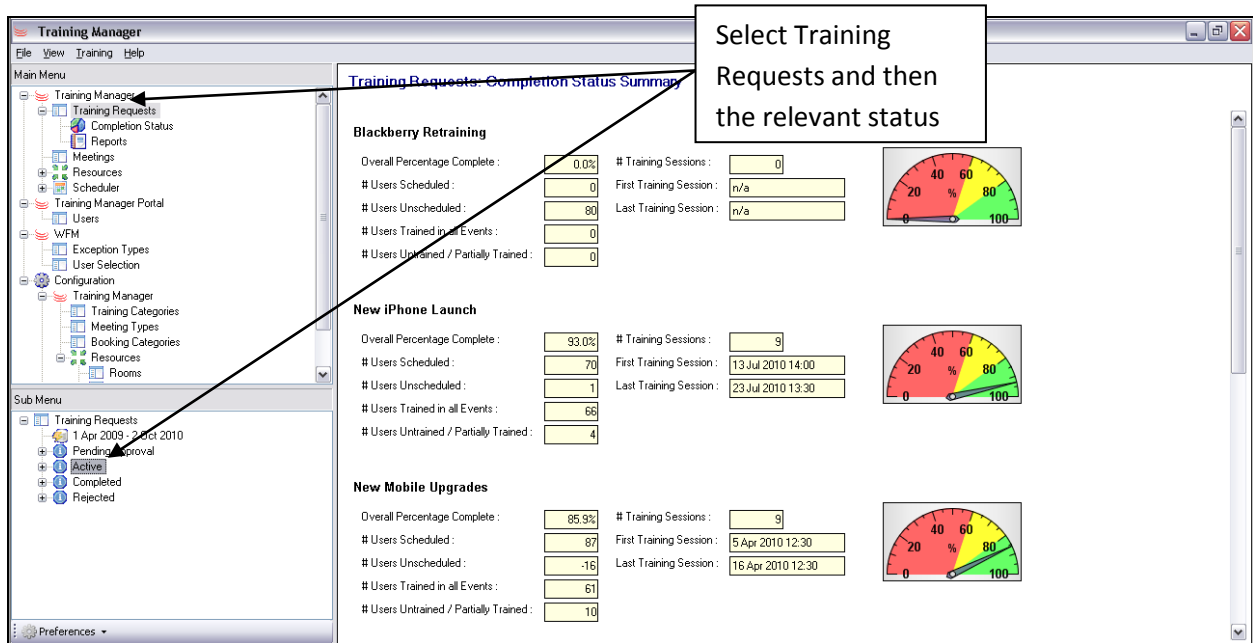 Training Manager
File View Training Help
Select Training
Requests and then
the relevant status
Main Menu
Training Manager
Training Requests
Completion Status
Reports
Meetings
Resources
Scheduler
Training Manager Portal
Users
WFM
Exception Types
User Selection
Configuration
Training Manager
Training Categories
Meeting Types
Booking Categories
Resources
Rooms
Sub Menu
Training Requests
1 Apr 2009 - 2 Oct 2010
Pending Approval
Active
Completed
Rejected
Preferences
Training Requests: Completion Status Summary
Blackberry Retraining
Overall Percentage Complete : 0.0% # Training Sessions : 0
# Users Scheduled : 0 First Training Session : n/a
# Users Unscheduled : 80 Last Training Session : n/a
# Users Trained in all Events : 0
# Users Untrained / Partially Trained : 0
0 20 40 60 80 100 %
New iPhone Launch
Overall Percentage Complete : 93.0% # Training Sessions : 9
# Users Scheduled : 70 First Training Session : 13 Jul 2010 14:00
# Users Unscheduled : 1 Last Training Session : 23 Jul 2010 13:30
# Users Trained in all Events : 66
# Users Untrained / Partially Trained : 4
0 20 40 60 80 100 %
New Mobile Upgrades
Overall Percentage Complete : 85.9% # Training Sessions : 9
# Users Scheduled : 87 First Training Session : 5 Apr 2010 12:30
# Users Unscheduled : -16 Last Training Session : 16 Apr 2010 12:30
# Users Trained in all Events : 61
# Users Untrained / Partially Trained : 10
0 20 40 60 80 100 %